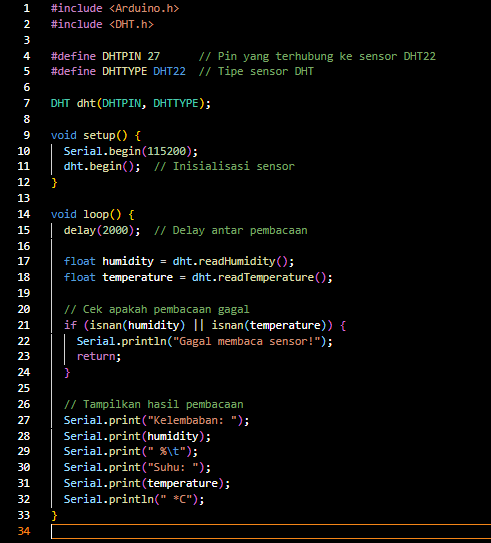 1 #include <Arduino.h>
2 #include <DHT.h>
3
4 #define DHTPIN 27      // Pin yang terhubung ke sensor DHT22
5 #define DHTTYPE DHT22  // Tipe sensor DHT
6
7 DHT dht(DHTPIN, DHTTYPE);
8
9 void setup() {
10   Serial.begin(115200);
11   dht.begin();  // Inisialisasi sensor
12 }
13
14 void loop() {
15   delay(2000);  // Delay antar pembacaan
16
17   float humidity = dht.readHumidity();
18   float temperature = dht.readTemperature();
19
20   // Cek apakah pembacaan gagal
21   if (isnan(humidity) || isnan(temperature)) {
22     Serial.println("Gagal membaca sensor!");
23     return;
24   }
25
26   // Tampilkan hasil pembacaan
27   Serial.print("Kelembaban: ");
28   Serial.print(humidity);
29   Serial.print(" %\t");
30   Serial.print("Suhu: ");
31   Serial.print(temperature);
32   Serial.println(" *C");
33 }
34